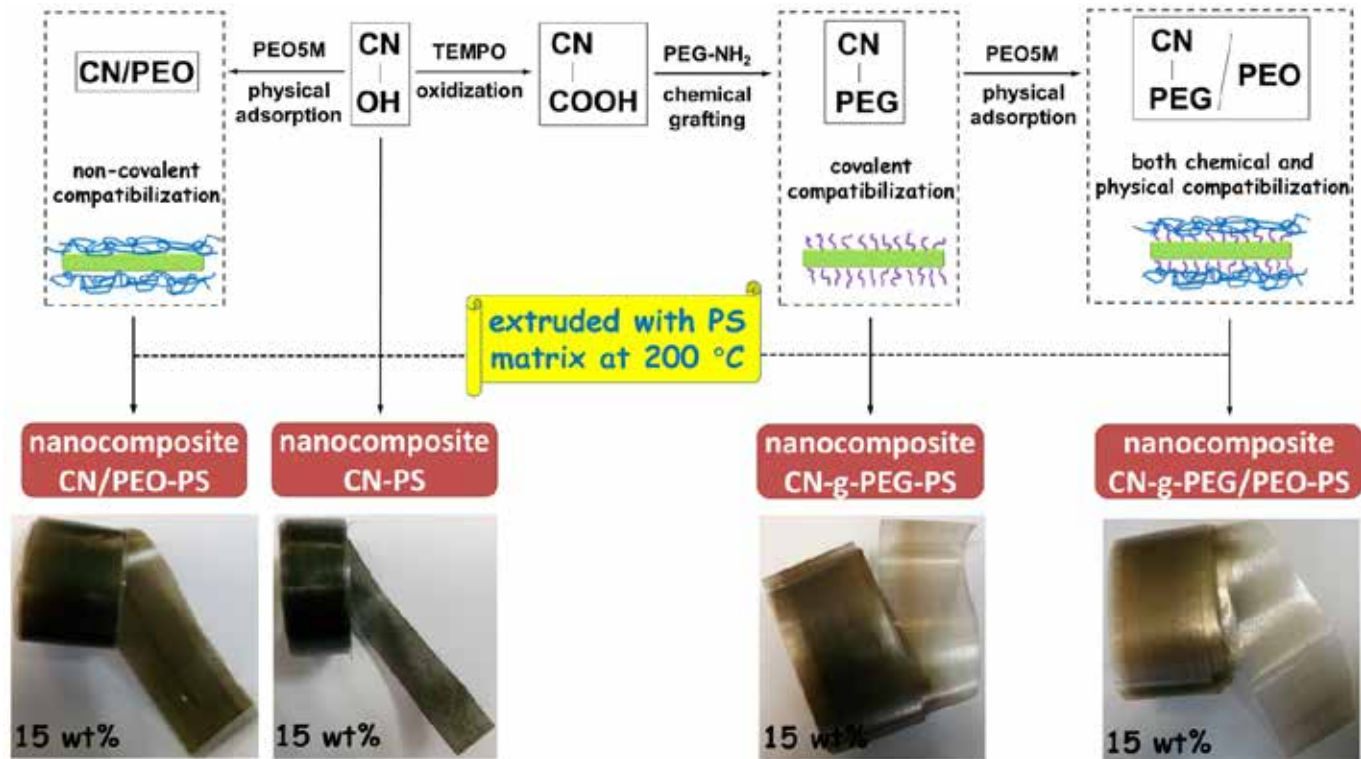 CN/PEO
PEO5M
physical
adsorption
CN
OH
TEMPO
oxidization
CN
COOH
PEG-NH₂
chemical
grafting
CN
PEG
PEO5M
physical
adsorption
CN
PEG
/ PEO
non-covalent
compatibilization
covalent
compatibilization
both chemical and
physical compatibilization
extruded with PS
matrix at 200 °C
nanocomposite
CN/PEO-PS
nanocomposite
CN-PS
nanocomposite
CN-g-PEG-PS
nanocomposite
CN-g-PEG/PEO-PS
15 wt%
15 wt%
15 wt%
15 wt%